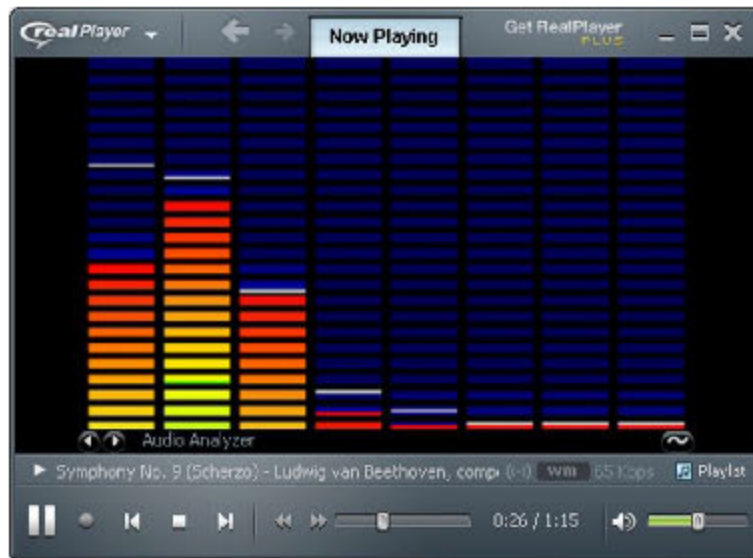 real Player
Now Playing
Get RealPlayer
PLUS
Audio Analyzer
Symphony No. 9 (Scherzo) - Ludwig van Beethoven, comp
wm
65 Kbps
Playlist
0:26 / 1:15